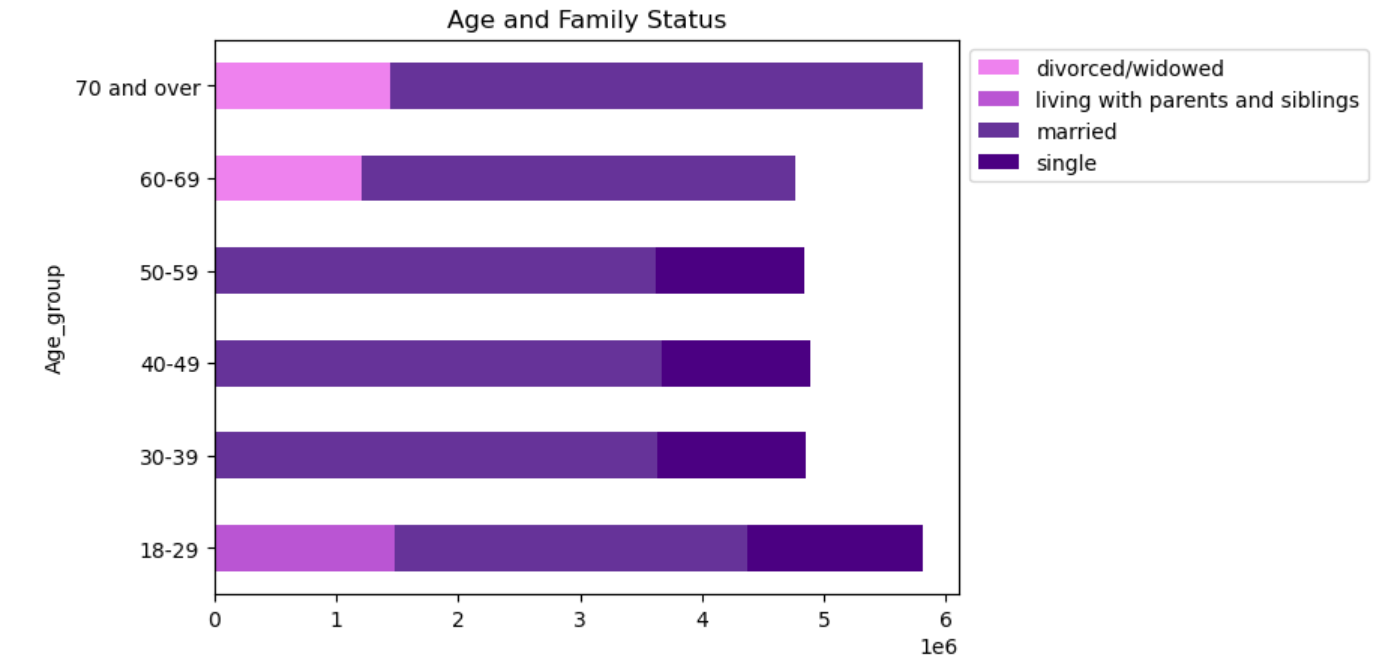 Age and Family Status
divorced/widowed
living with parents and siblings
married
single
Age_group
70 and over
60-69
50-59
40-49
30-39
18-29
0 1 2 3 4 5 6
1e6